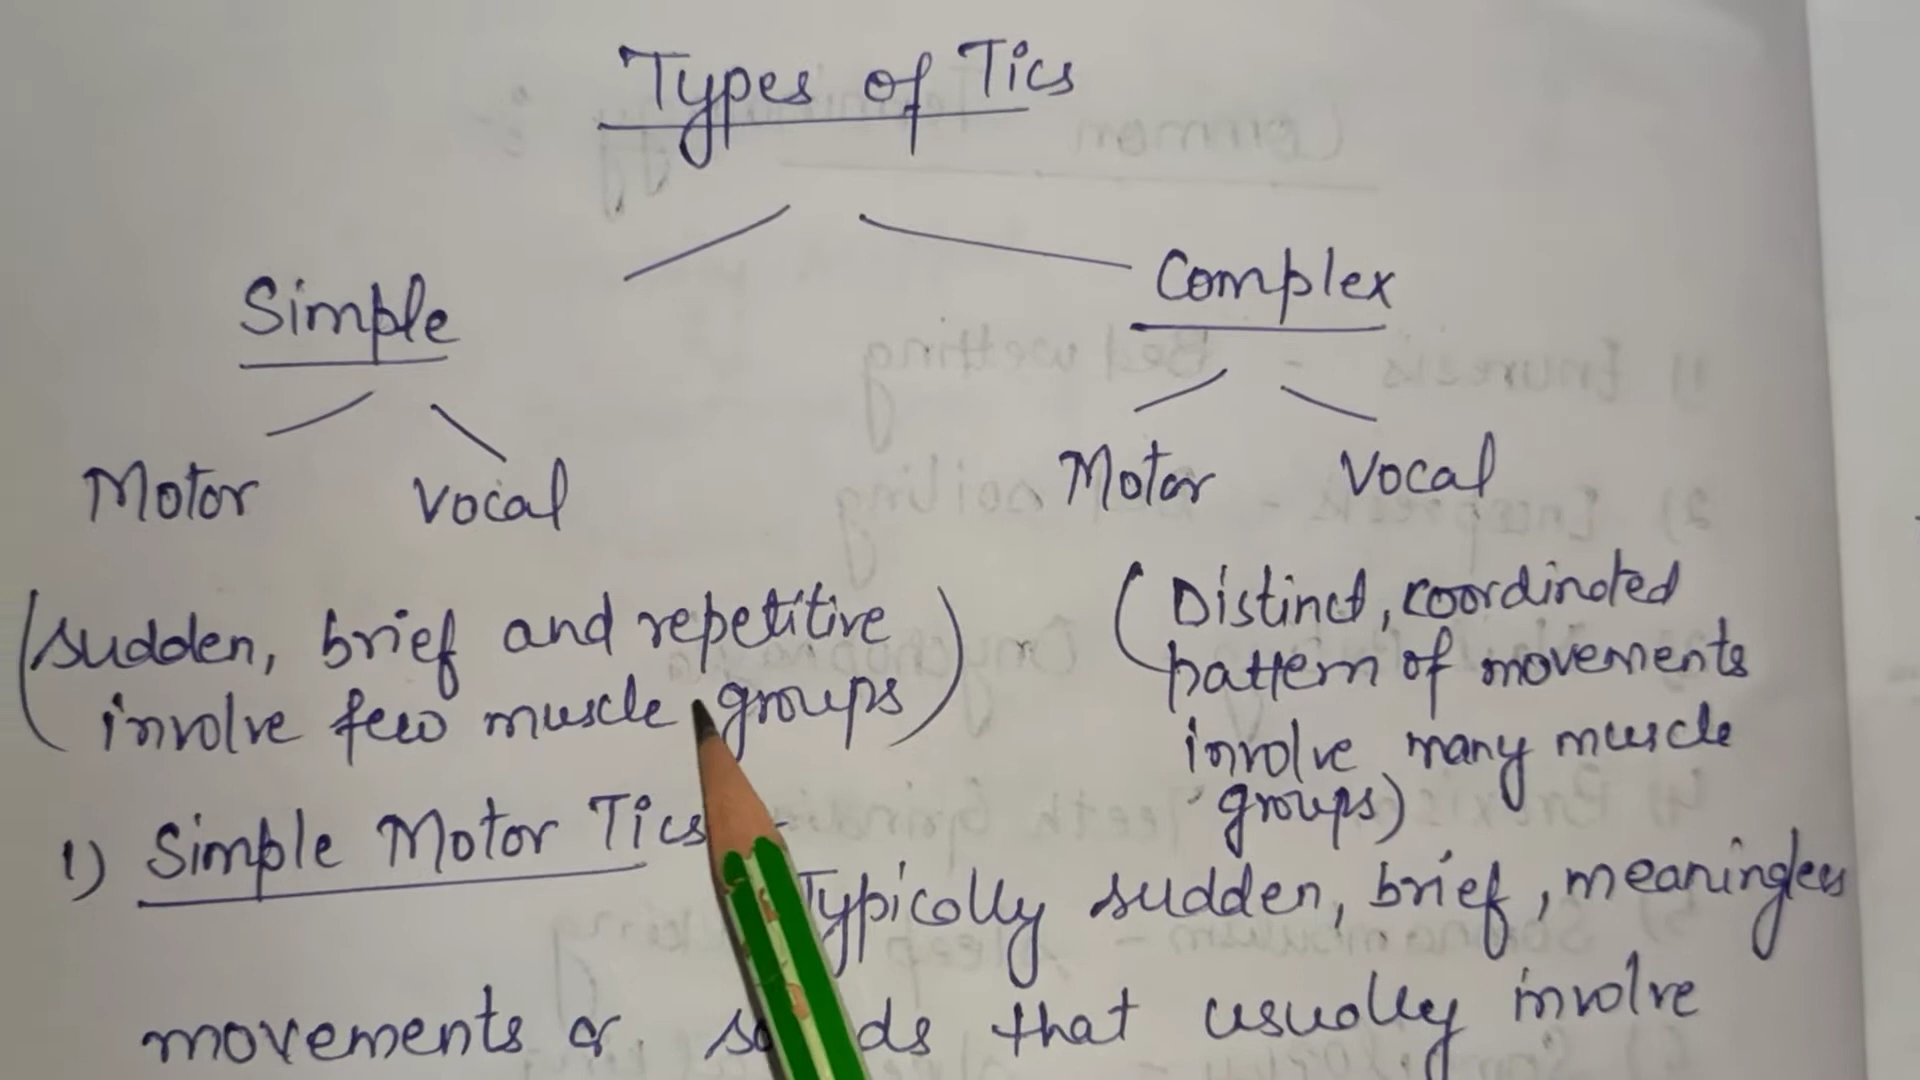 Types of Tics
Simple
Complex
Motor
Vocal
Motor
Vocal
(sudden, brief and repetitive
involve few muscle groups)
(Distinct, coordinated
pattern of movements
involve many muscle
groups)
1) Simple Motor Tics -
Typically sudden, brief, meaningless
movements or sounds that usually involve